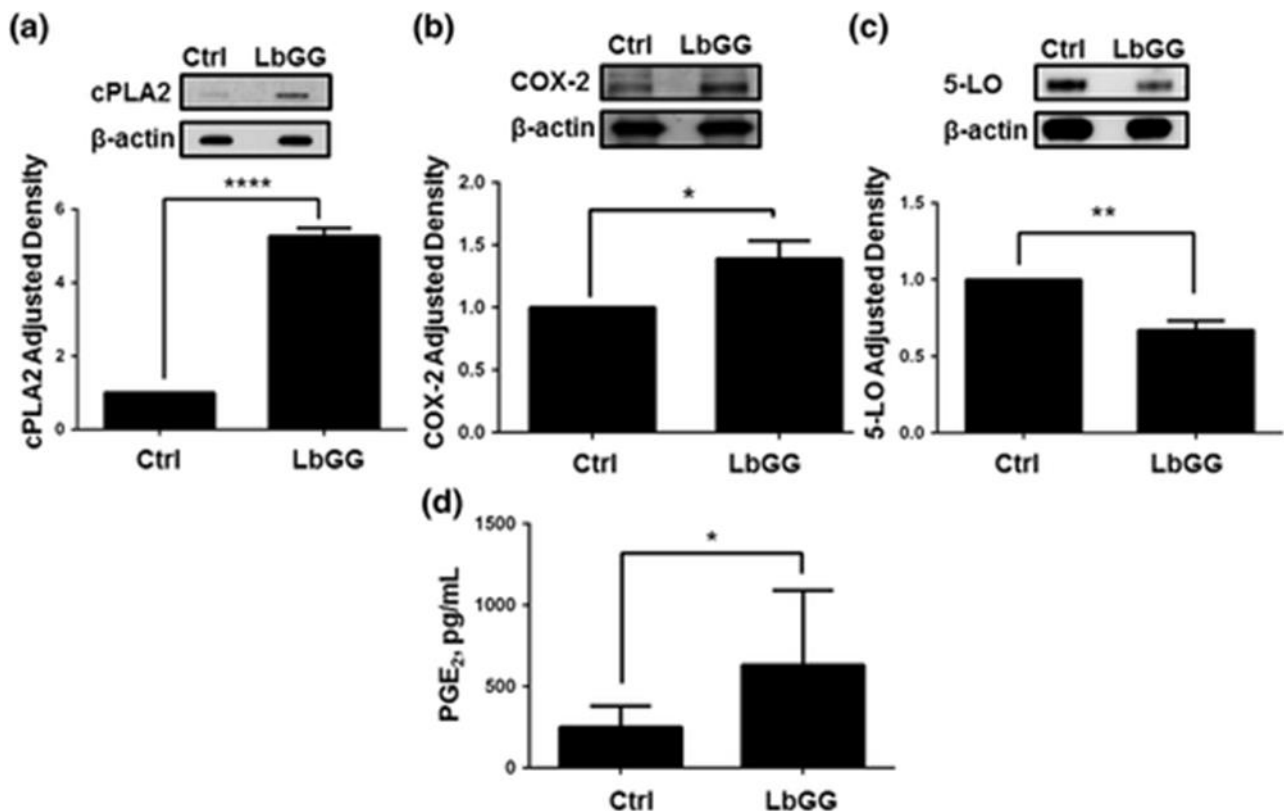 (a)
Ctrl LbGG
cPLA2
β-actin
****
cPLA2 Adjusted Density
6
4
2
0
Ctrl LbGG
(b)
Ctrl LbGG
COX-2
β-actin
*
COX-2 Adjusted Density
2.0
1.5
1.0
0.5
0.0
Ctrl LbGG
(c)
Ctrl LbGG
5-LO
β-actin
**
5-LO Adjusted Density
1.5
1.0
0.5
0.0
Ctrl LbGG
(d)
*
PGE₂, pg/mL
1500
1000
500
0
Ctrl LbGG